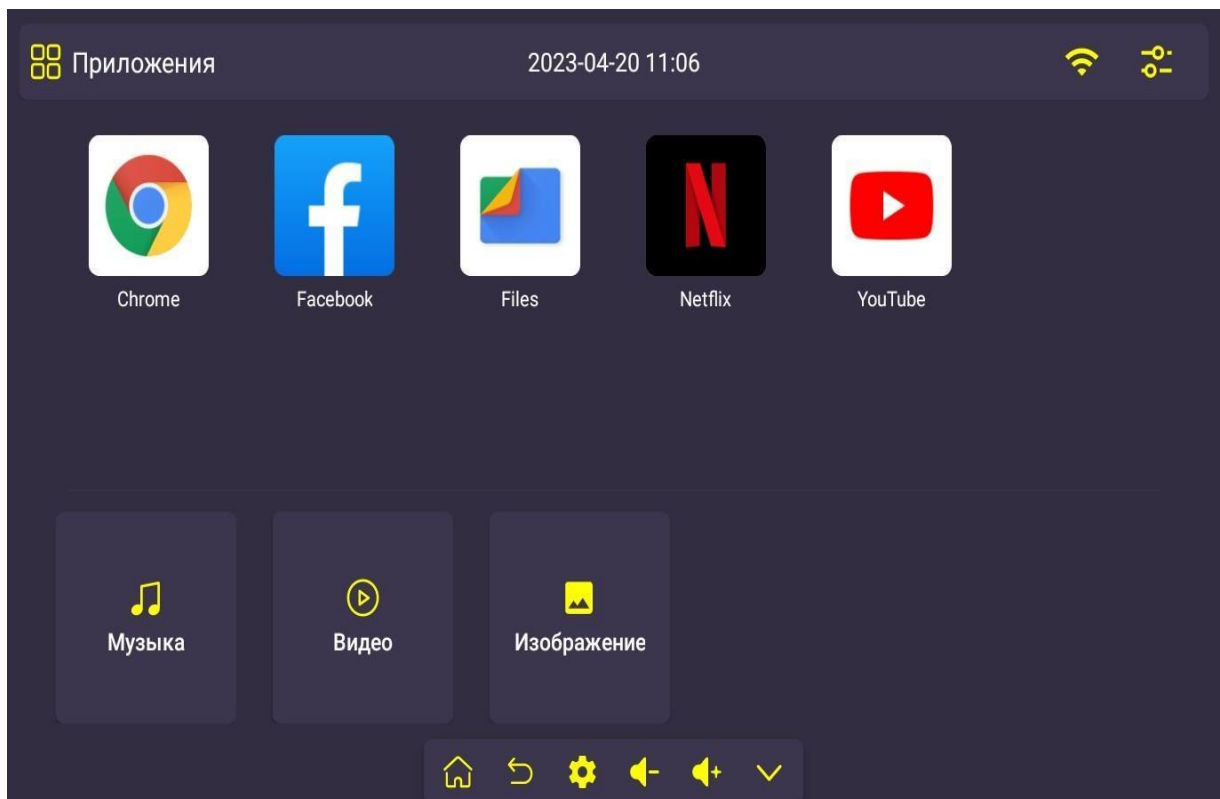 Приложения
2023-04-20 11:06
Chrome
Facebook
Files
Netflix
YouTube
Музыка
Видео
Изображение